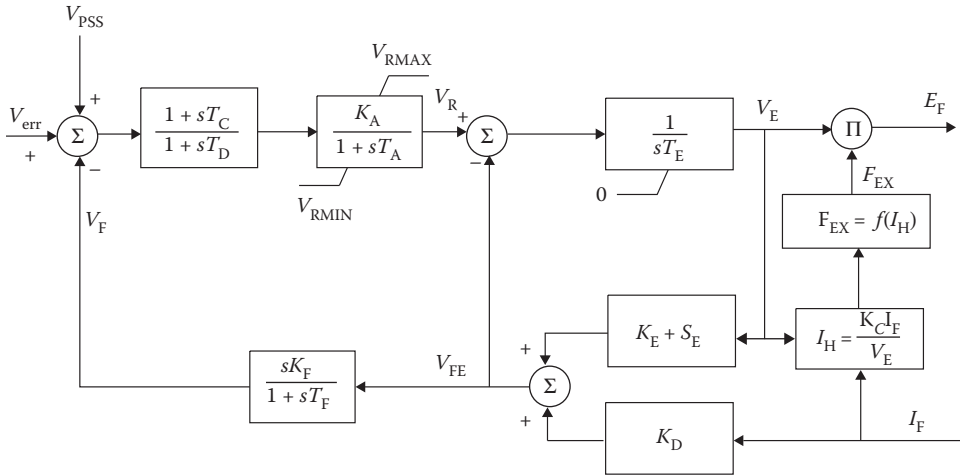 V_PSS
V_err
+
+
−
Σ
1 + sT_C
1 + sT_D
V_RMAX
K_A
1 + sT_A
V_RMIN
V_R
+
−
Σ
1
sT_E
0
V_E
Π
E_F
F_EX
F_EX = f(I_H)
V_F
K_E + S_E
I_H = K_C I_F
V_E
sK_F
1 + sT_F
V_FE
+
Σ
+
K_D
I_F